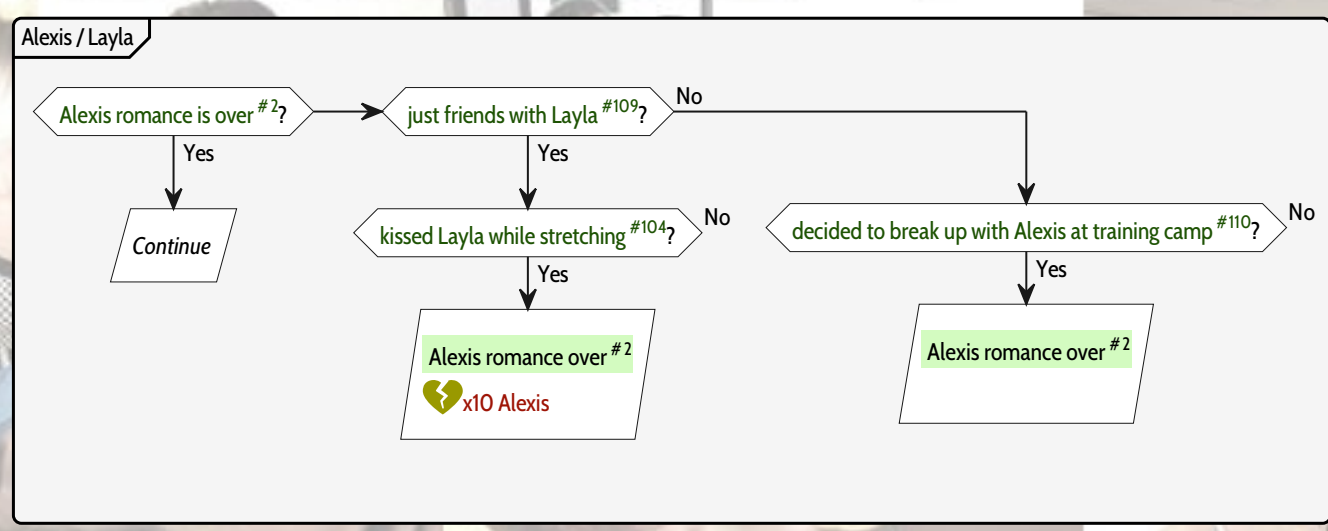 Alexis / Layla
Alexis romance is over #2?
Yes
Continue
just friends with Layla #109?
No
Yes
kissed Layla while stretching #104?
No
Yes
Alexis romance over #2
x10 Alexis
decided to break up with Alexis at training camp #110?
No
Yes
Alexis romance over #2